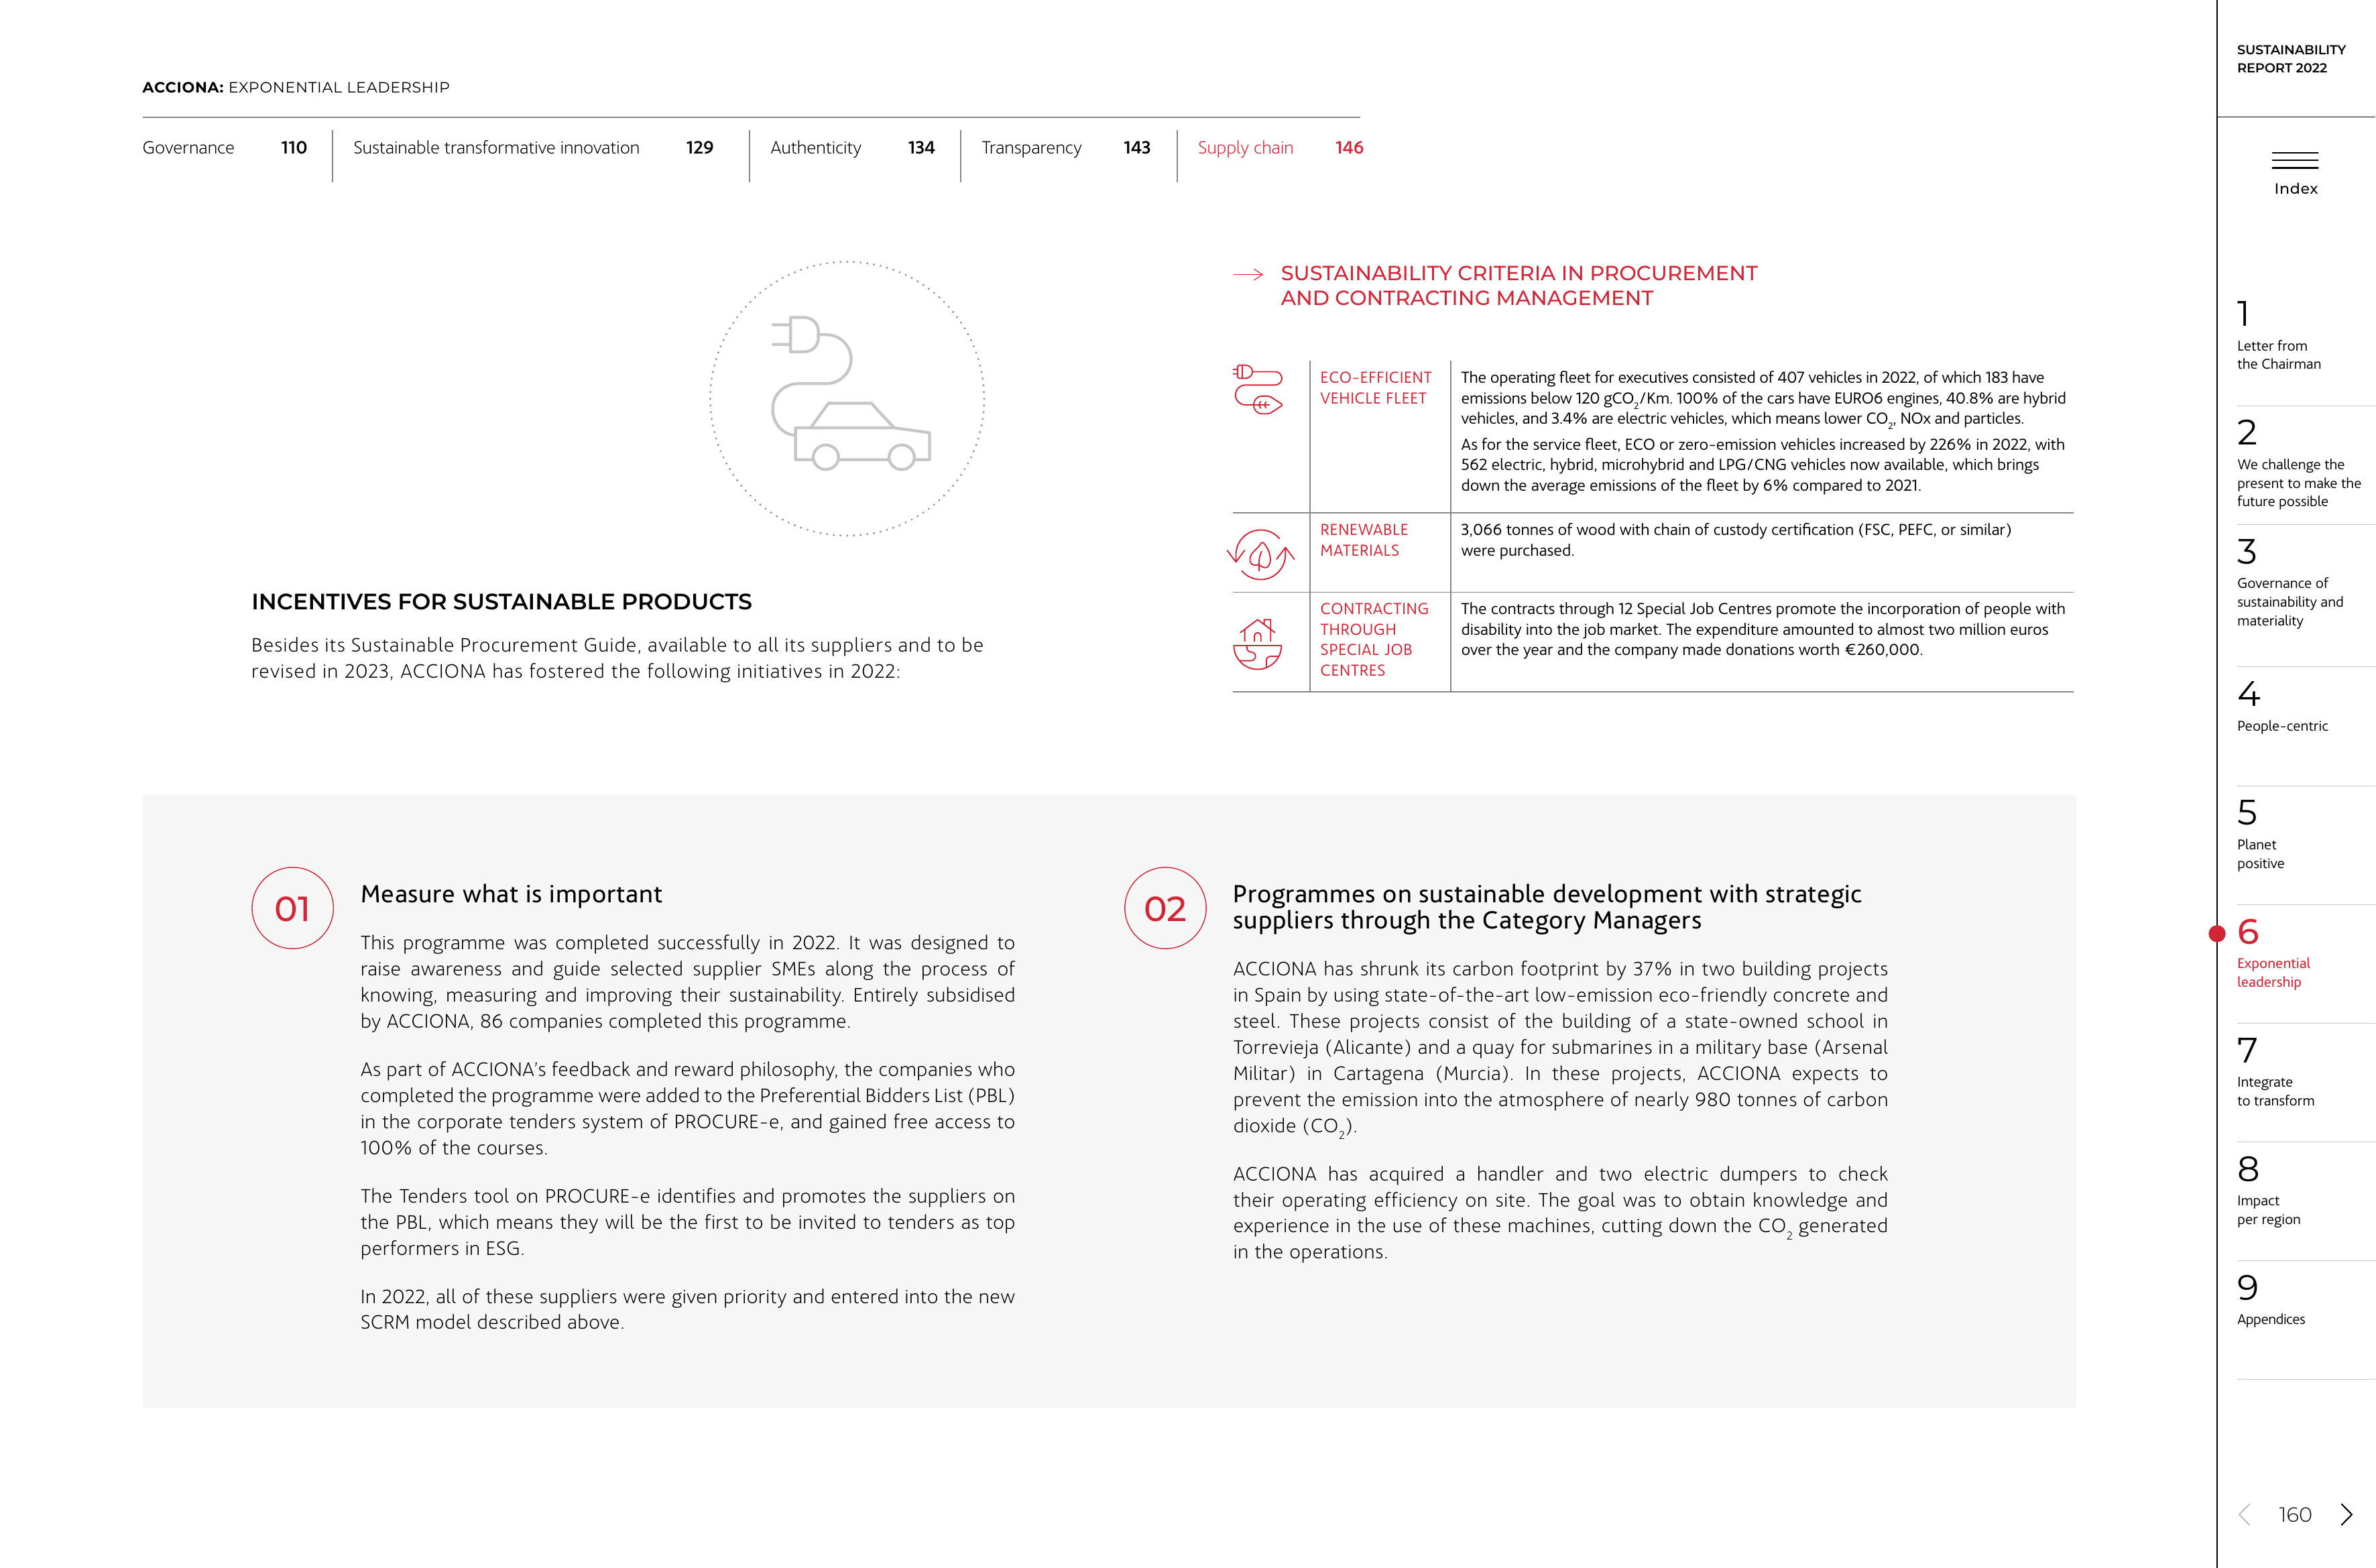 ACCIONA: EXPONENTIAL LEADERSHIP
Governance 110
Sustainable transformative innovation 129
Authenticity 134
Transparency 143
Supply chain 146
INCENTIVES FOR SUSTAINABLE PRODUCTS
Besides its Sustainable Procurement Guide, available to all its suppliers and to be
revised in 2023, ACCIONA has fostered the following initiatives in 2022:
SUSTAINABILITY CRITERIA IN PROCUREMENT
AND CONTRACTING MANAGEMENT
ECO-EFFICIENT
VEHICLE FLEET
The operating fleet for executives consisted of 407 vehicles in 2022, of which 183 have
emissions below 120 gCO₂/Km. 100% of the cars have EURO6 engines, 40.8% are hybrid
vehicles, and 3.4% are electric vehicles, which means lower CO₂, NOx and particles.
As for the service fleet, ECO or zero-emission vehicles increased by 226% in 2022, with
562 electric, hybrid, microhybrid and LPG/CNG vehicles now available, which brings
down the average emissions of the fleet by 6% compared to 2021.
RENEWABLE
MATERIALS
3,066 tonnes of wood with chain of custody certification (FSC, PEFC, or similar)
were purchased.
CONTRACTING
THROUGH
SPECIAL JOB
CENTRES
The contracts through 12 Special Job Centres promote the incorporation of people with
disability into the job market. The expenditure amounted to almost two million euros
over the year and the company made donations worth €260,000.
01
Measure what is important
This programme was completed successfully in 2022. It was designed to
raise awareness and guide selected supplier SMEs along the process of
knowing, measuring and improving their sustainability. Entirely subsidised
by ACCIONA, 86 companies completed this programme.
As part of ACCIONA's feedback and reward philosophy, the companies who
completed the programme were added to the Preferential Bidders List (PBL)
in the corporate tenders system of PROCURE-e, and gained free access to
100% of the courses.
The Tenders tool on PROCURE-e identifies and promotes the suppliers on
the PBL, which means they will be the first to be invited to tenders as top
performers in ESG.
In 2022, all of these suppliers were given priority and entered into the new
SCRM model described above.
02
Programmes on sustainable development with strategic
suppliers through the Category Managers
ACCIONA has shrunk its carbon footprint by 37% in two building projects
in Spain by using state-of-the-art low-emission eco-friendly concrete and
steel. These projects consist of the building of a state-owned school in
Torrevieja (Alicante) and a quay for submarines in a military base (Arsenal
Militar) in Cartagena (Murcia). In these projects, ACCIONA expects to
prevent the emission into the atmosphere of nearly 980 tonnes of carbon
dioxide (CO₂).
ACCIONA has acquired a handler and two electric dumpers to check
their operating efficiency on site. The goal was to obtain knowledge and
experience in the use of these machines, cutting down the CO₂ generated
in the operations.
SUSTAINABILITY
REPORT 2022
Index
1
Letter from
the Chairman
2
We challenge the
present to make the
future possible
3
Governance of
sustainability and
materiality
4
People-centric
5
Planet
positive
6
Exponential
leadership
7
Integrate
to transform
8
Impact
per region
9
Appendices
160